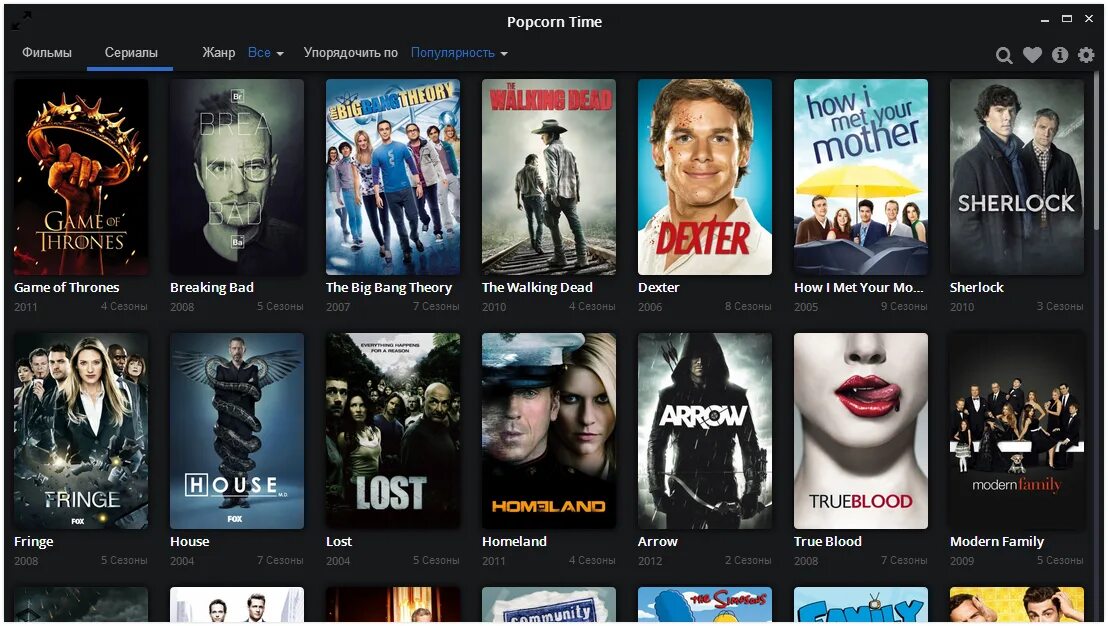 Popcorn Time
Фильмы Сериалы Жанр Все Упорядочить по Популярность
GAME OF THRONES
Br
BREA
KIND
BAD
Ba
THE BIG BANG THEORY
THE WALKING DEAD
DEXTER
how i met your mother
SHERLOCK
Game of Thrones Breaking Bad The Big Bang Theory The Walking Dead Dexter How I Met Your Mo... Sherlock
2011 4 Сезоны 2008 5 Сезоны 2007 7 Сезоны 2010 4 Сезоны 2006 8 Сезоны 2005 9 Сезоны 2010 3 Сезоны
FRINGE
FOX
HOUSE M.D.
FOX
EVERYTHING HAPPENS
FOR A REASON
LOST
HOMELAND
ARROW
TRUEBLOOD
modern family
Fringe House Lost Homeland Arrow True Blood Modern Family
2008 5 Сезоны 2004 7 Сезоны 2004 5 Сезоны 2011 4 Сезоны 2012 2 Сезоны 2008 7 Сезоны 2009 5 Сезоны
community
THE SIMPSONS
FAMILY